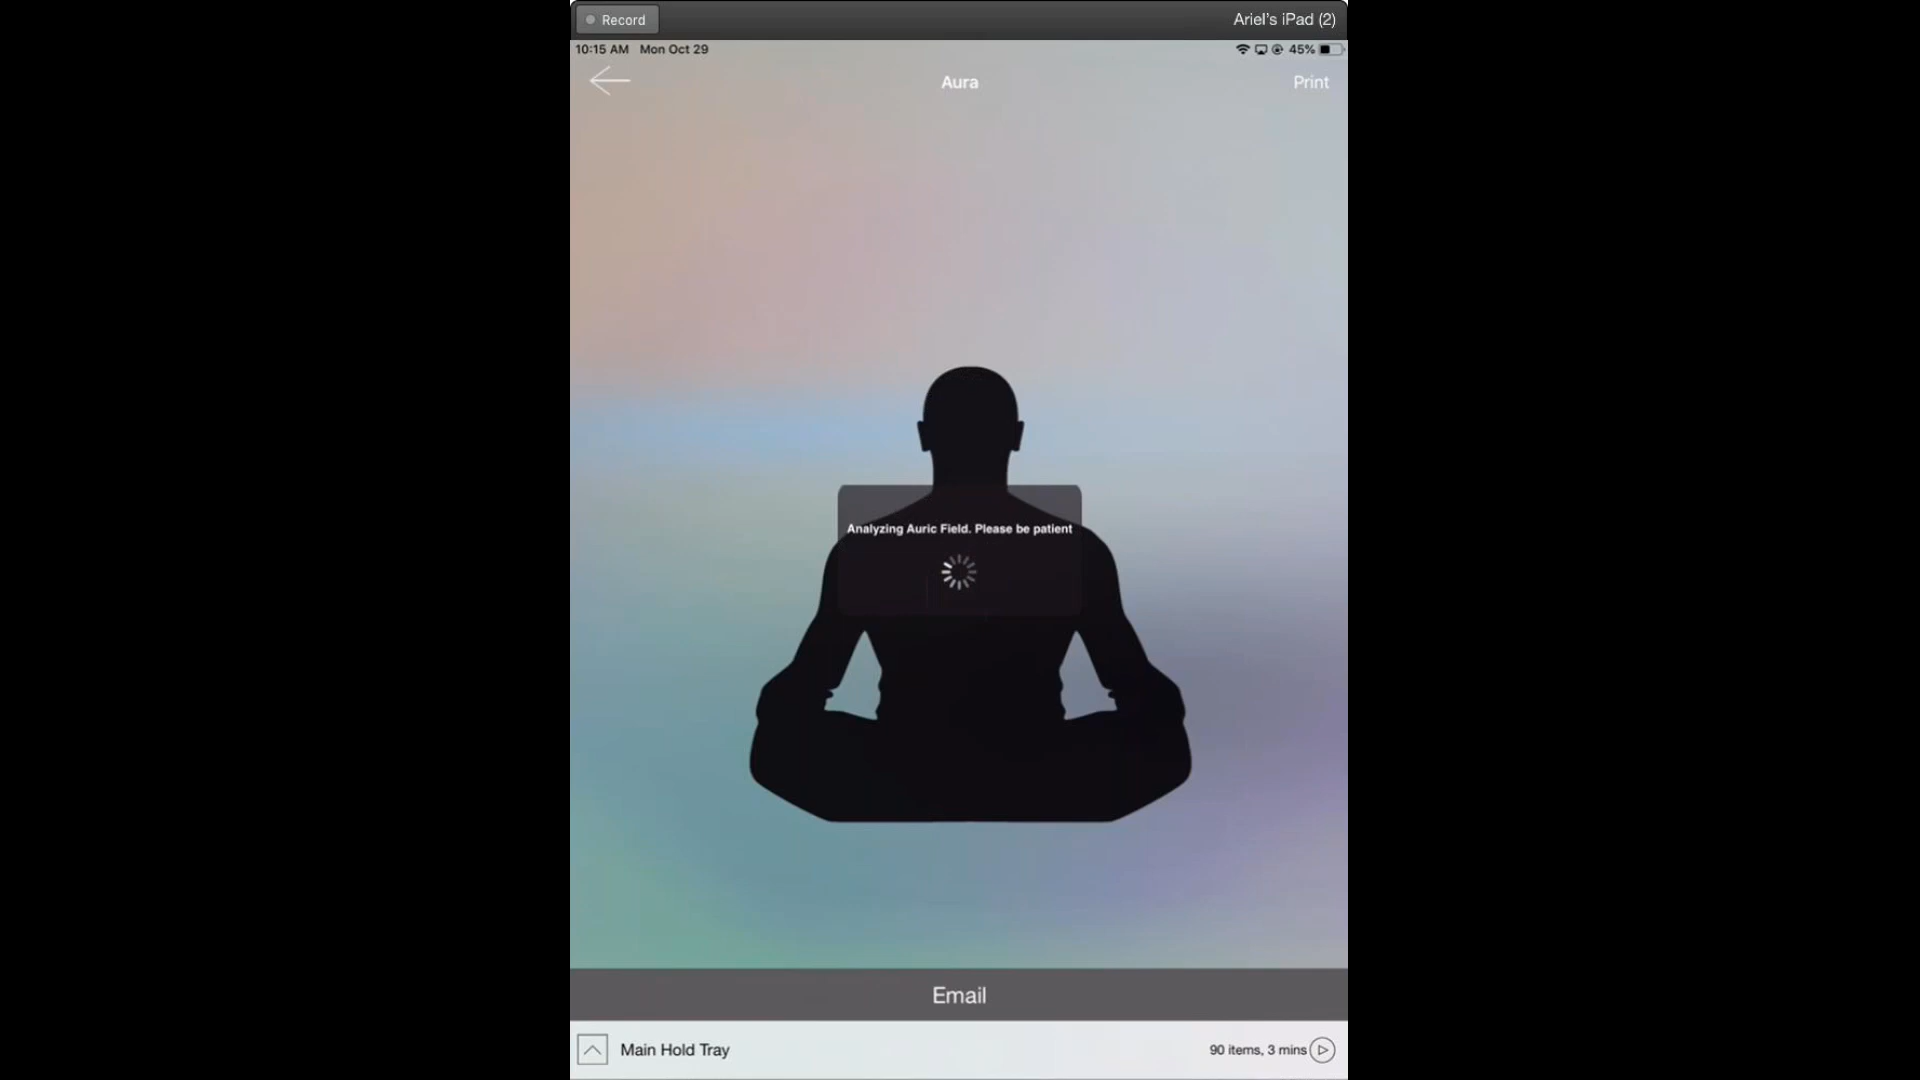 Record
Ariel's iPad (2)
10:15 AM Mon Oct 29
45%
Aura
Print
Analyzing Auric Field. Please be patient
Email
Main Hold Tray
90 items, 3 mins